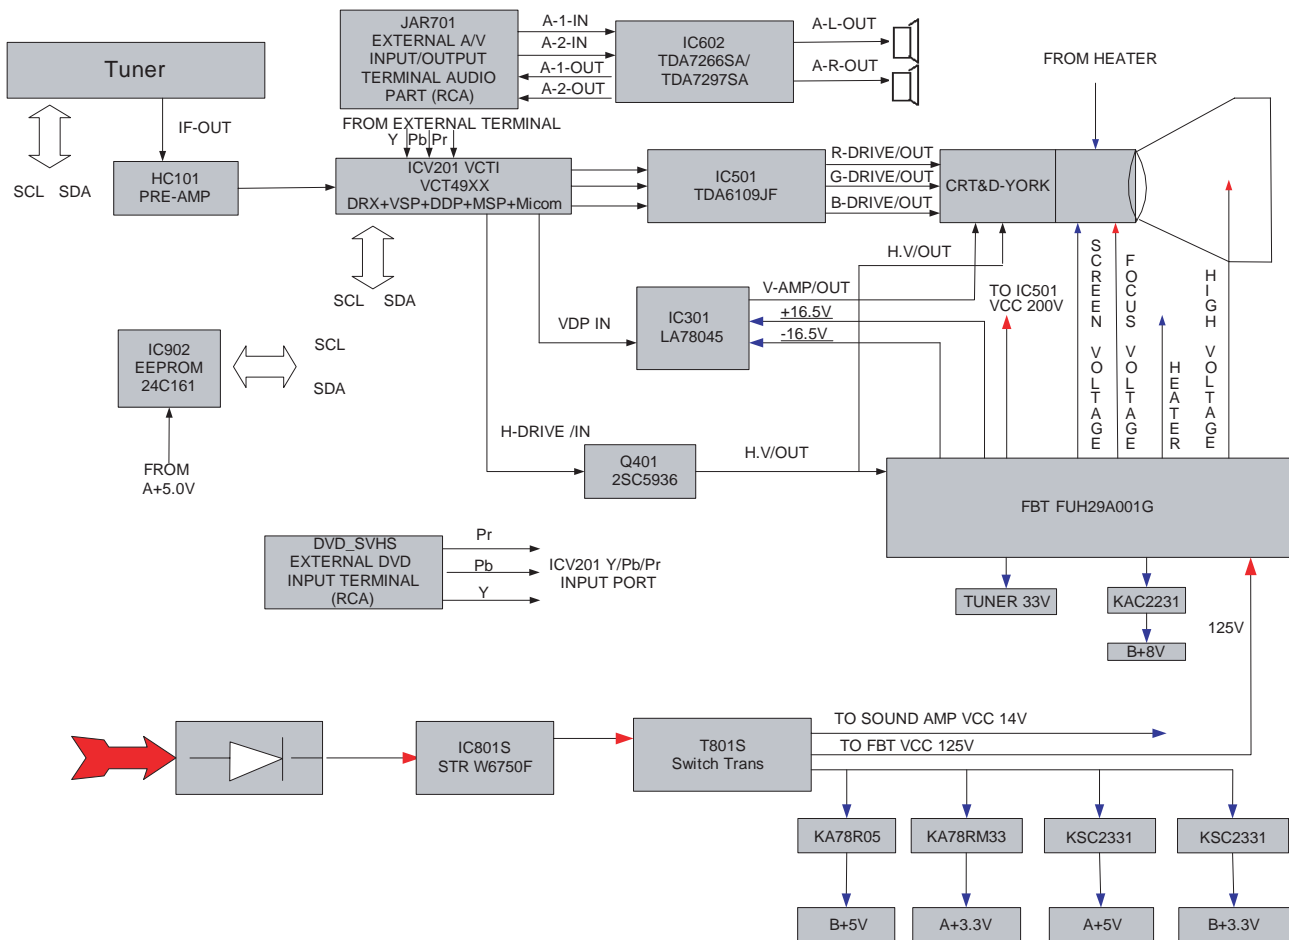 Tuner
IF-OUT
SCL SDA
HC101
PRE-AMP
JAR701
EXTERNAL A/V
INPUT/OUTPUT
TERMINAL AUDIO
PART (RCA)
A-1-IN
A-2-IN
A-1-OUT
A-2-OUT
IC602
TDA7266SA/
TDA7297SA
A-L-OUT
A-R-OUT
FROM HEATER
FROM EXTERNAL TERMINAL
Y Pb Pr
ICV201 VCTI
VCT49XX
DRX+VSP+DDP+MSP+Micom
SCL SDA
IC501
TDA6109JF
R-DRIVE/OUT
G-DRIVE/OUT
B-DRIVE/OUT
CRT&D-YORK
H.V/OUT
V-AMP/OUT
+16.5V
-16.5V
VDP IN
IC301
LA78045
TO IC501
VCC 200V
SCREEN VOLTAGE
FOCUS VOLTAGE
HEATER
HIGH VOLTAGE
IC902
EEPROM
24C161
SCL
SDA
FROM
A+5.0V
H-DRIVE /IN
Q401
2SC5936
H.V/OUT
FBT FUH29A001G
DVD_SVHS
EXTERNAL DVD
INPUT TERMINAL
(RCA)
Pr
Pb
Y
ICV201 Y/Pb/Pr
INPUT PORT
TUNER 33V
KAC2231
B+8V
125V
IC801S
STR W6750F
T801S
Switch Trans
TO SOUND AMP VCC 14V
TO FBT VCC 125V
KA78R05
KA78RM33
KSC2331
KSC2331
B+5V
A+3.3V
A+5V
B+3.3V